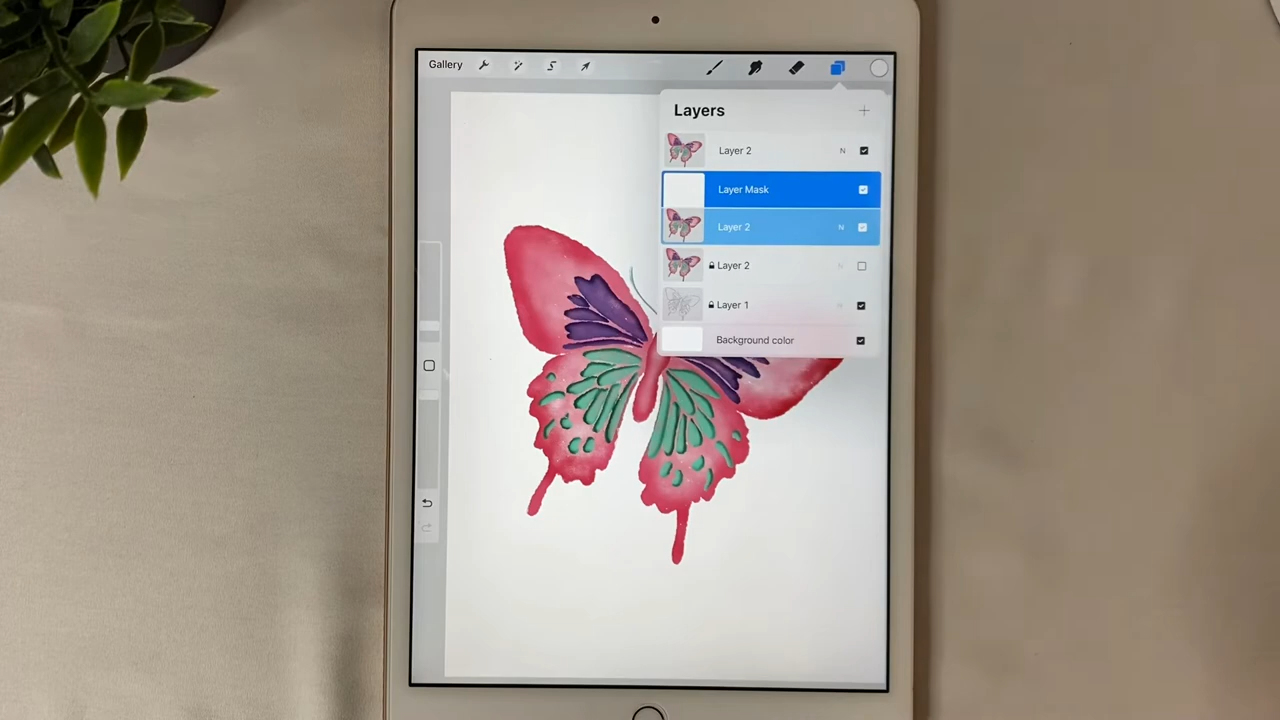 Gallery
Layers
Layer 2 N
Layer Mask
Layer 2 N
Layer 2 N
Layer 1 N
Background color